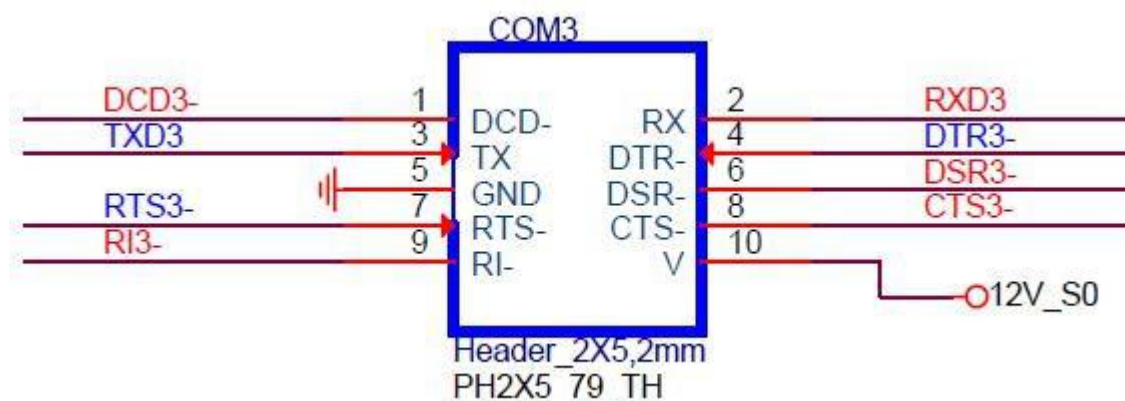 COM3
DCD3- 1 DCD- RX 2 RXD3
TXD3 3 TX DTR- 4 DTR3-
5 GND DSR- 6 DSR3-
RTS3- 7 RTS- CTS- 8 CTS3-
RI3- 9 RI- V 10
12V_S0
Header_2X5,2mm
PH2X5_79_TH